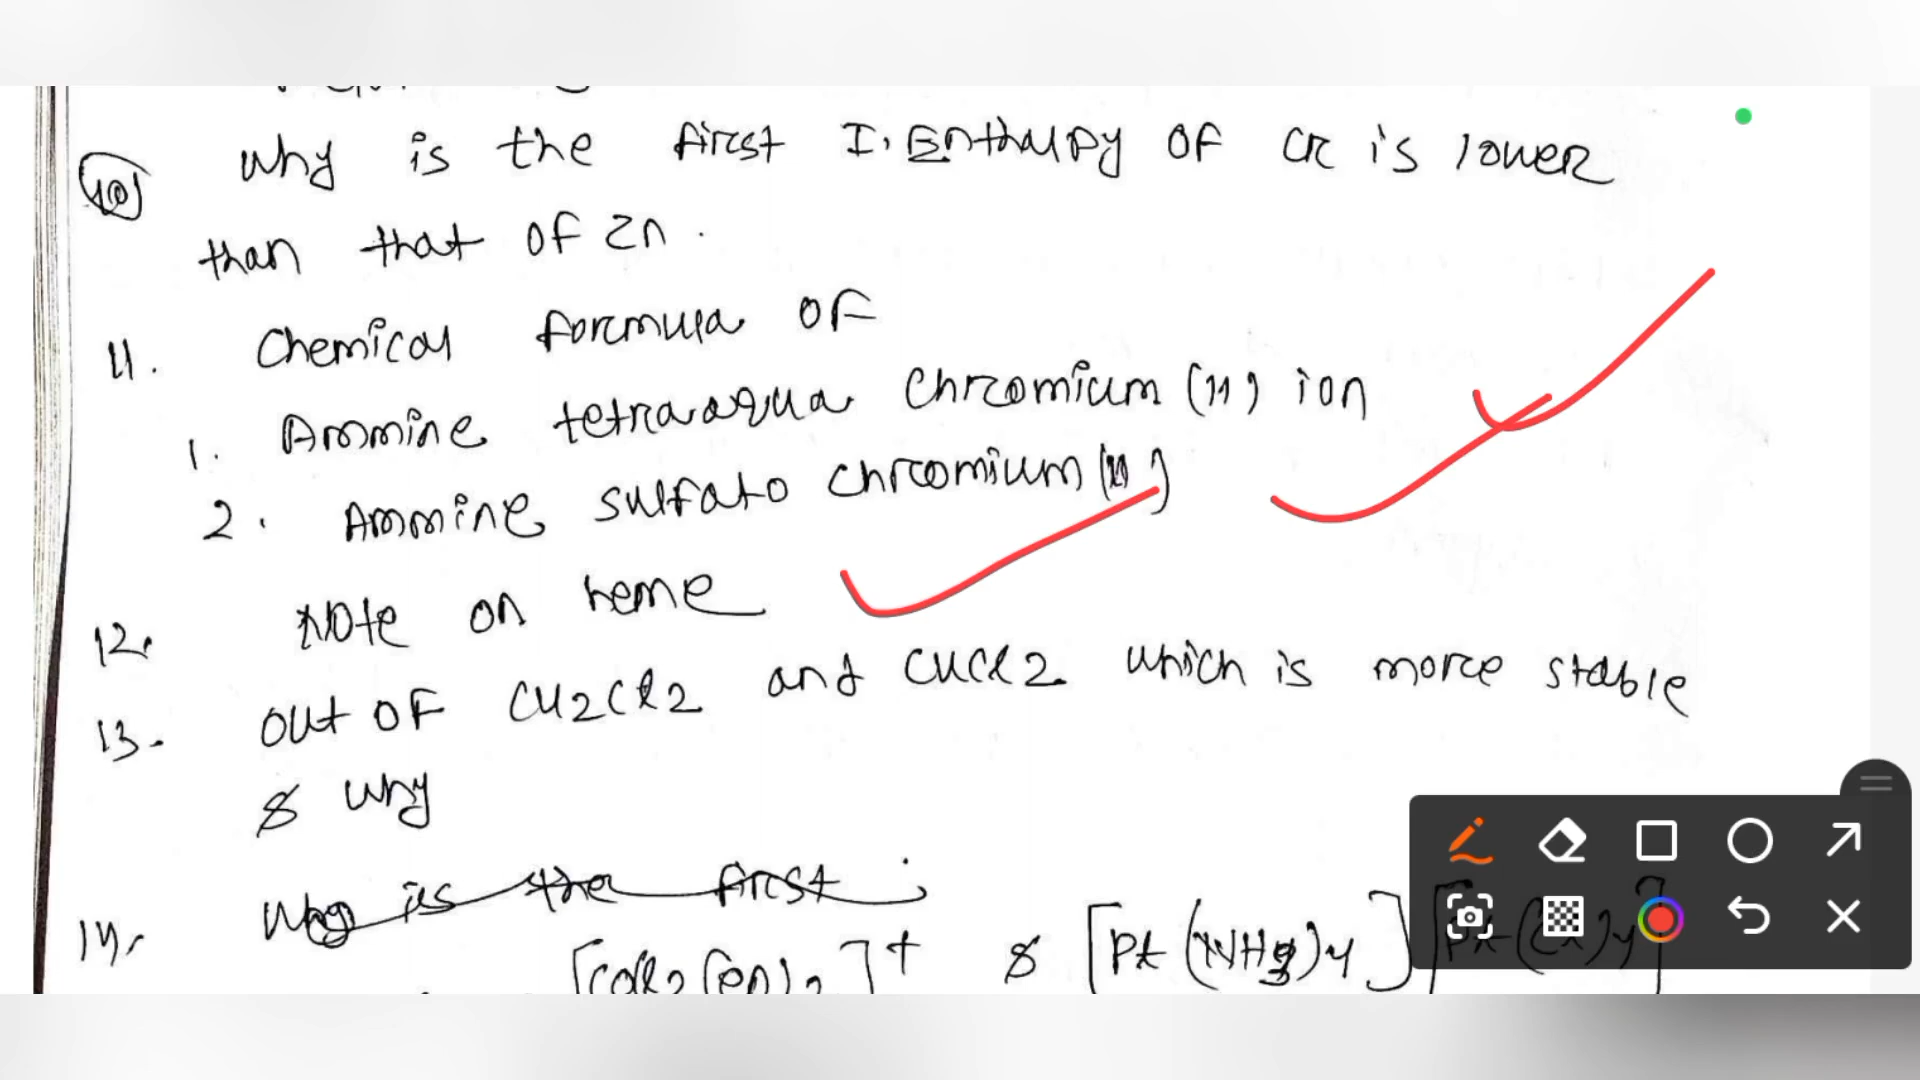 10) Why is the first I. Enthalpy of Cr is lower
than that of Zn.
11. Chemical formula of
1. Ammine tetraaqua chromium (II) ion
2. Ammine sulfato chromium (II)
12. Note on heme
13. Out of Cu2Cl2 and CuCl2 which is more stable
& why
14. Why is the first
[Pt (NH3)4]